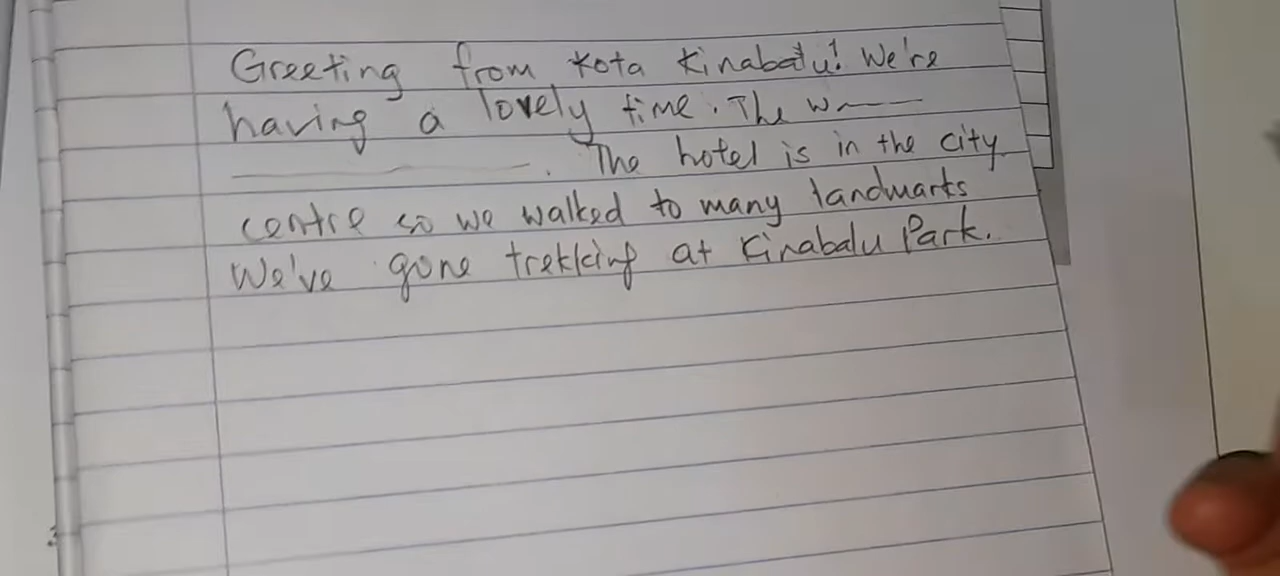 Greeting from Kota Kinabalu! We're
having a lovely time. The w
. The hotel is in the city
centre so we walked to many landmarks
We've gone trekking at Kinabalu Park.